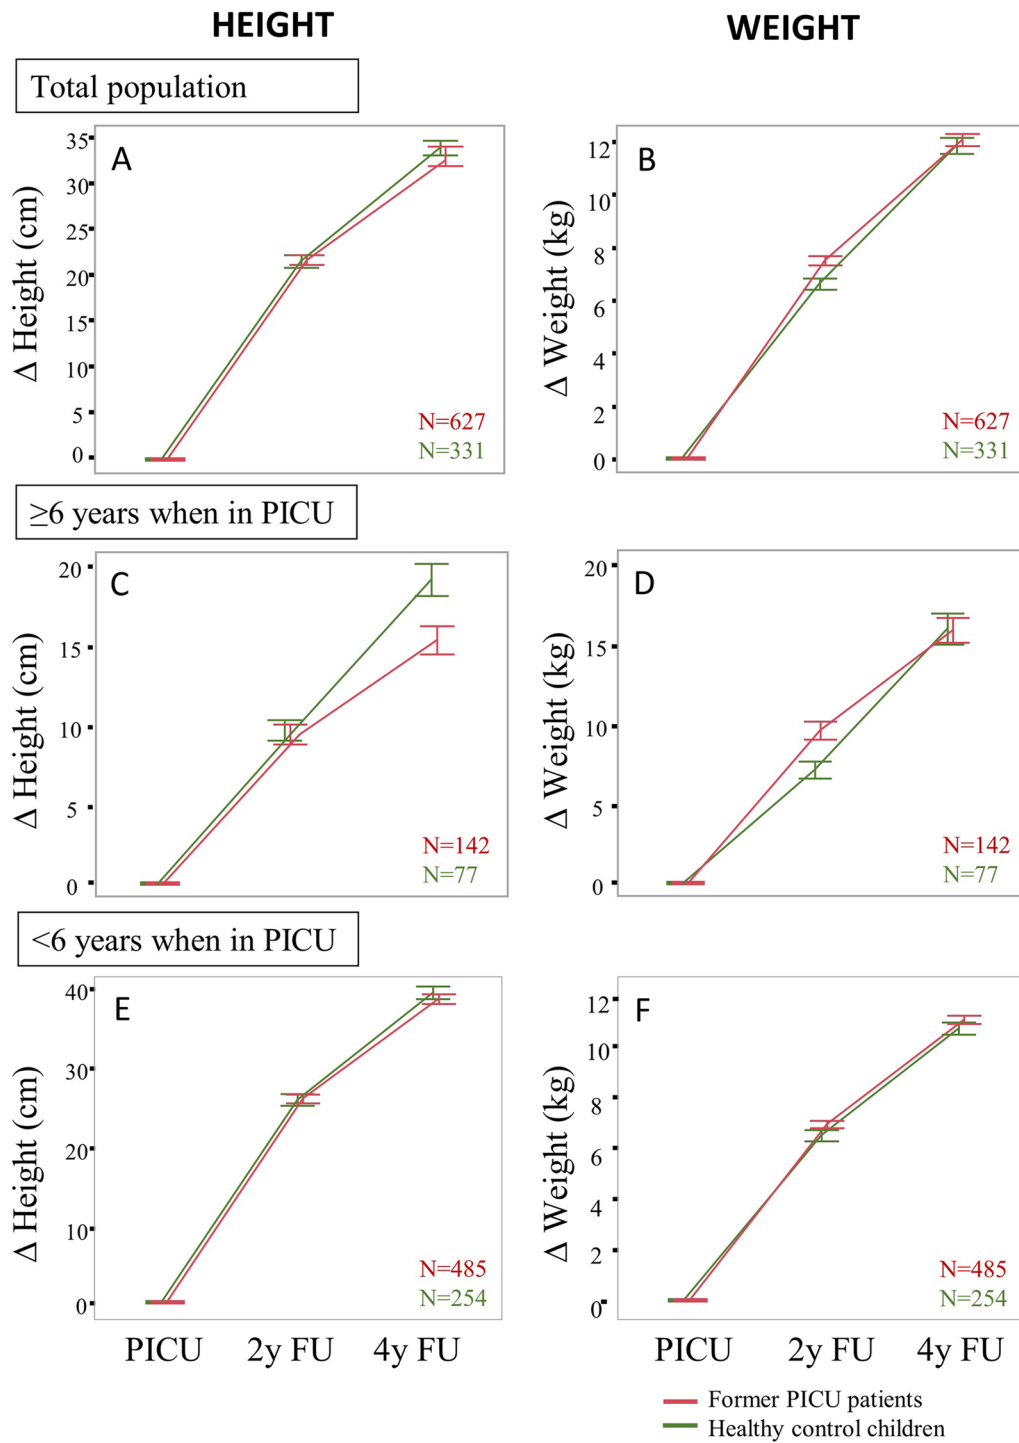 HEIGHT
WEIGHT
Total population
A
Δ Height (cm)
35
30
25
20
15
10
5
0
N=627
N=331
B
Δ Weight (kg)
12
10
8
6
4
2
0
N=627
N=331
≥6 years when in PICU
C
Δ Height (cm)
20
15
10
5
0
N=142
N=77
D
Δ Weight (kg)
20
15
10
5
0
N=142
N=77
<6 years when in PICU
E
Δ Height (cm)
40
30
20
10
0
N=485
N=254
F
Δ Weight (kg)
12
10
8
6
4
2
0
N=485
N=254
PICU 2y FU 4y FU
PICU 2y FU 4y FU
Former PICU patients
Healthy control children